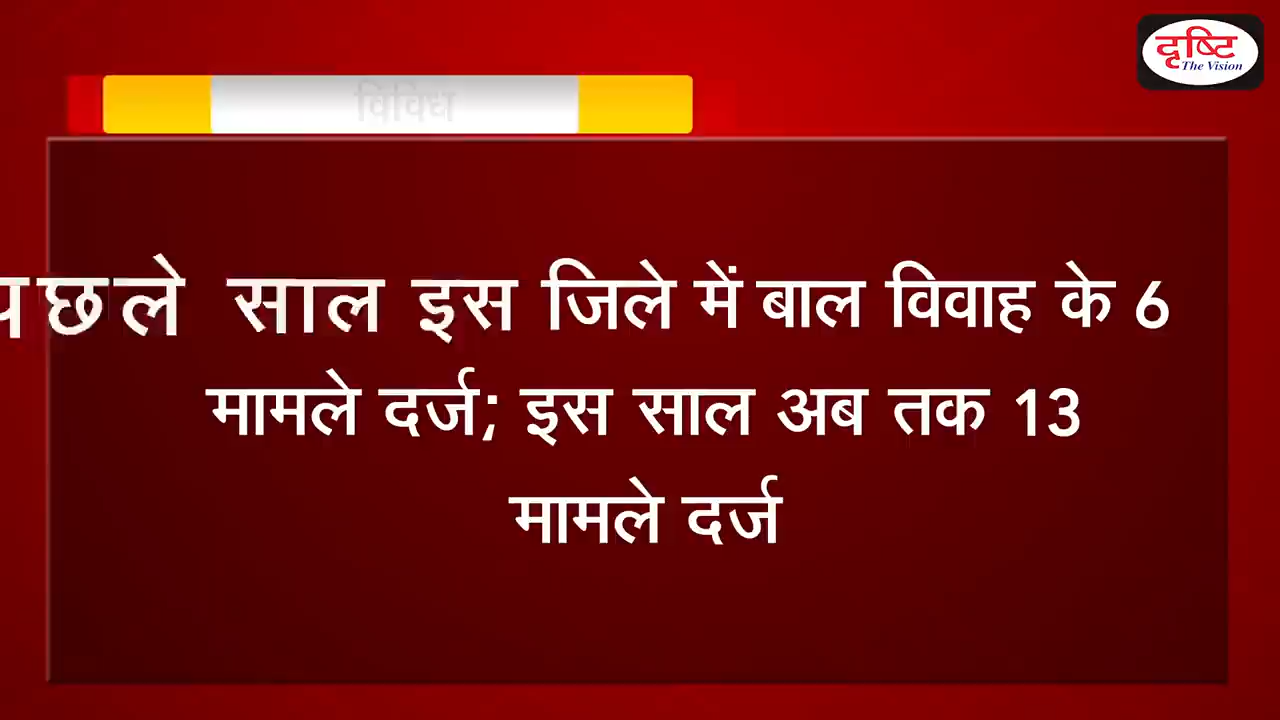 दृष्टि
The Vision
विविध
साल इस जिले में बाल विवाह के 6
मामले दर्ज; इस साल अब तक 13
मामले दर्ज